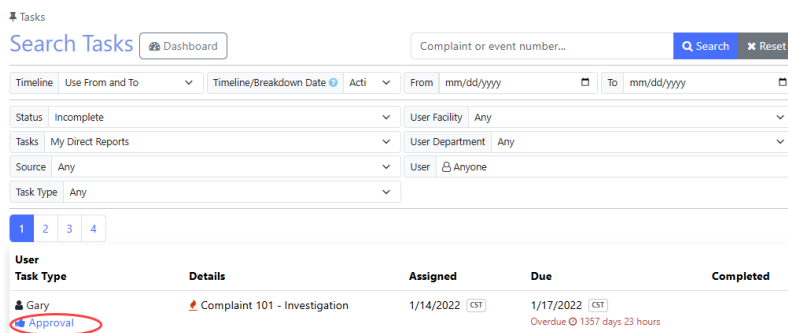 Tasks
Search Tasks Dashboard Complaint or event number... Search Reset
Timeline Use From and To Timeline/Breakdown Date Acti From mm/dd/yyyy To mm/dd/yyyy
Status Incomplete User Facility Any
Tasks My Direct Reports User Department Any
Source Any User Anyone
Task Type Any
1 2 3 4
User
Task Type Details Assigned Due Completed
Gary Complaint 101 - Investigation 1/14/2022 CST 1/17/2022 CST
Approval Overdue 1357 days 23 hours